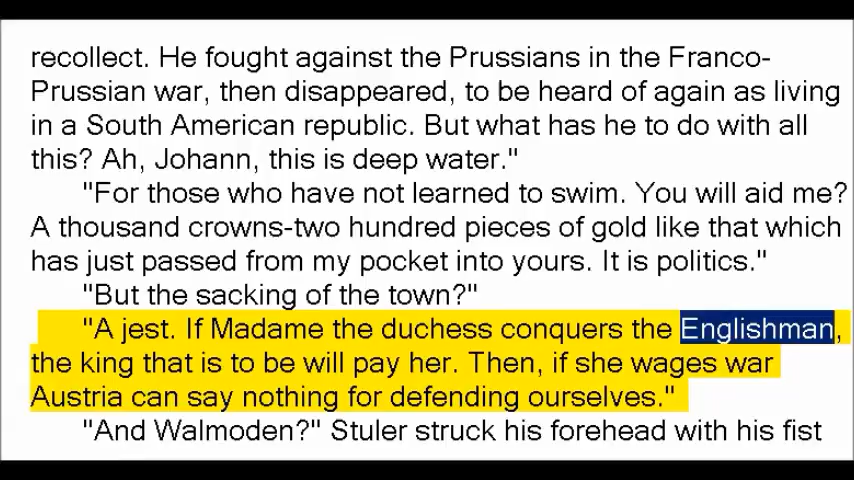 recollect. He fought against the Prussians in the Franco-
Prussian war, then disappeared, to be heard of again as living
in a South American republic. But what has he to do with all
this? Ah, Johann, this is deep water."
"For those who have not learned to swim. You will aid me?
A thousand crowns-two hundred pieces of gold like that which
has just passed from my pocket into yours. It is politics."
"But the sacking of the town?"
"A jest. If Madame the duchess conquers the Englishman,
the king that is to be will pay her. Then, if she wages war
Austria can say nothing for defending ourselves."
"And Walmoden?" Stuler struck his forehead with his fist